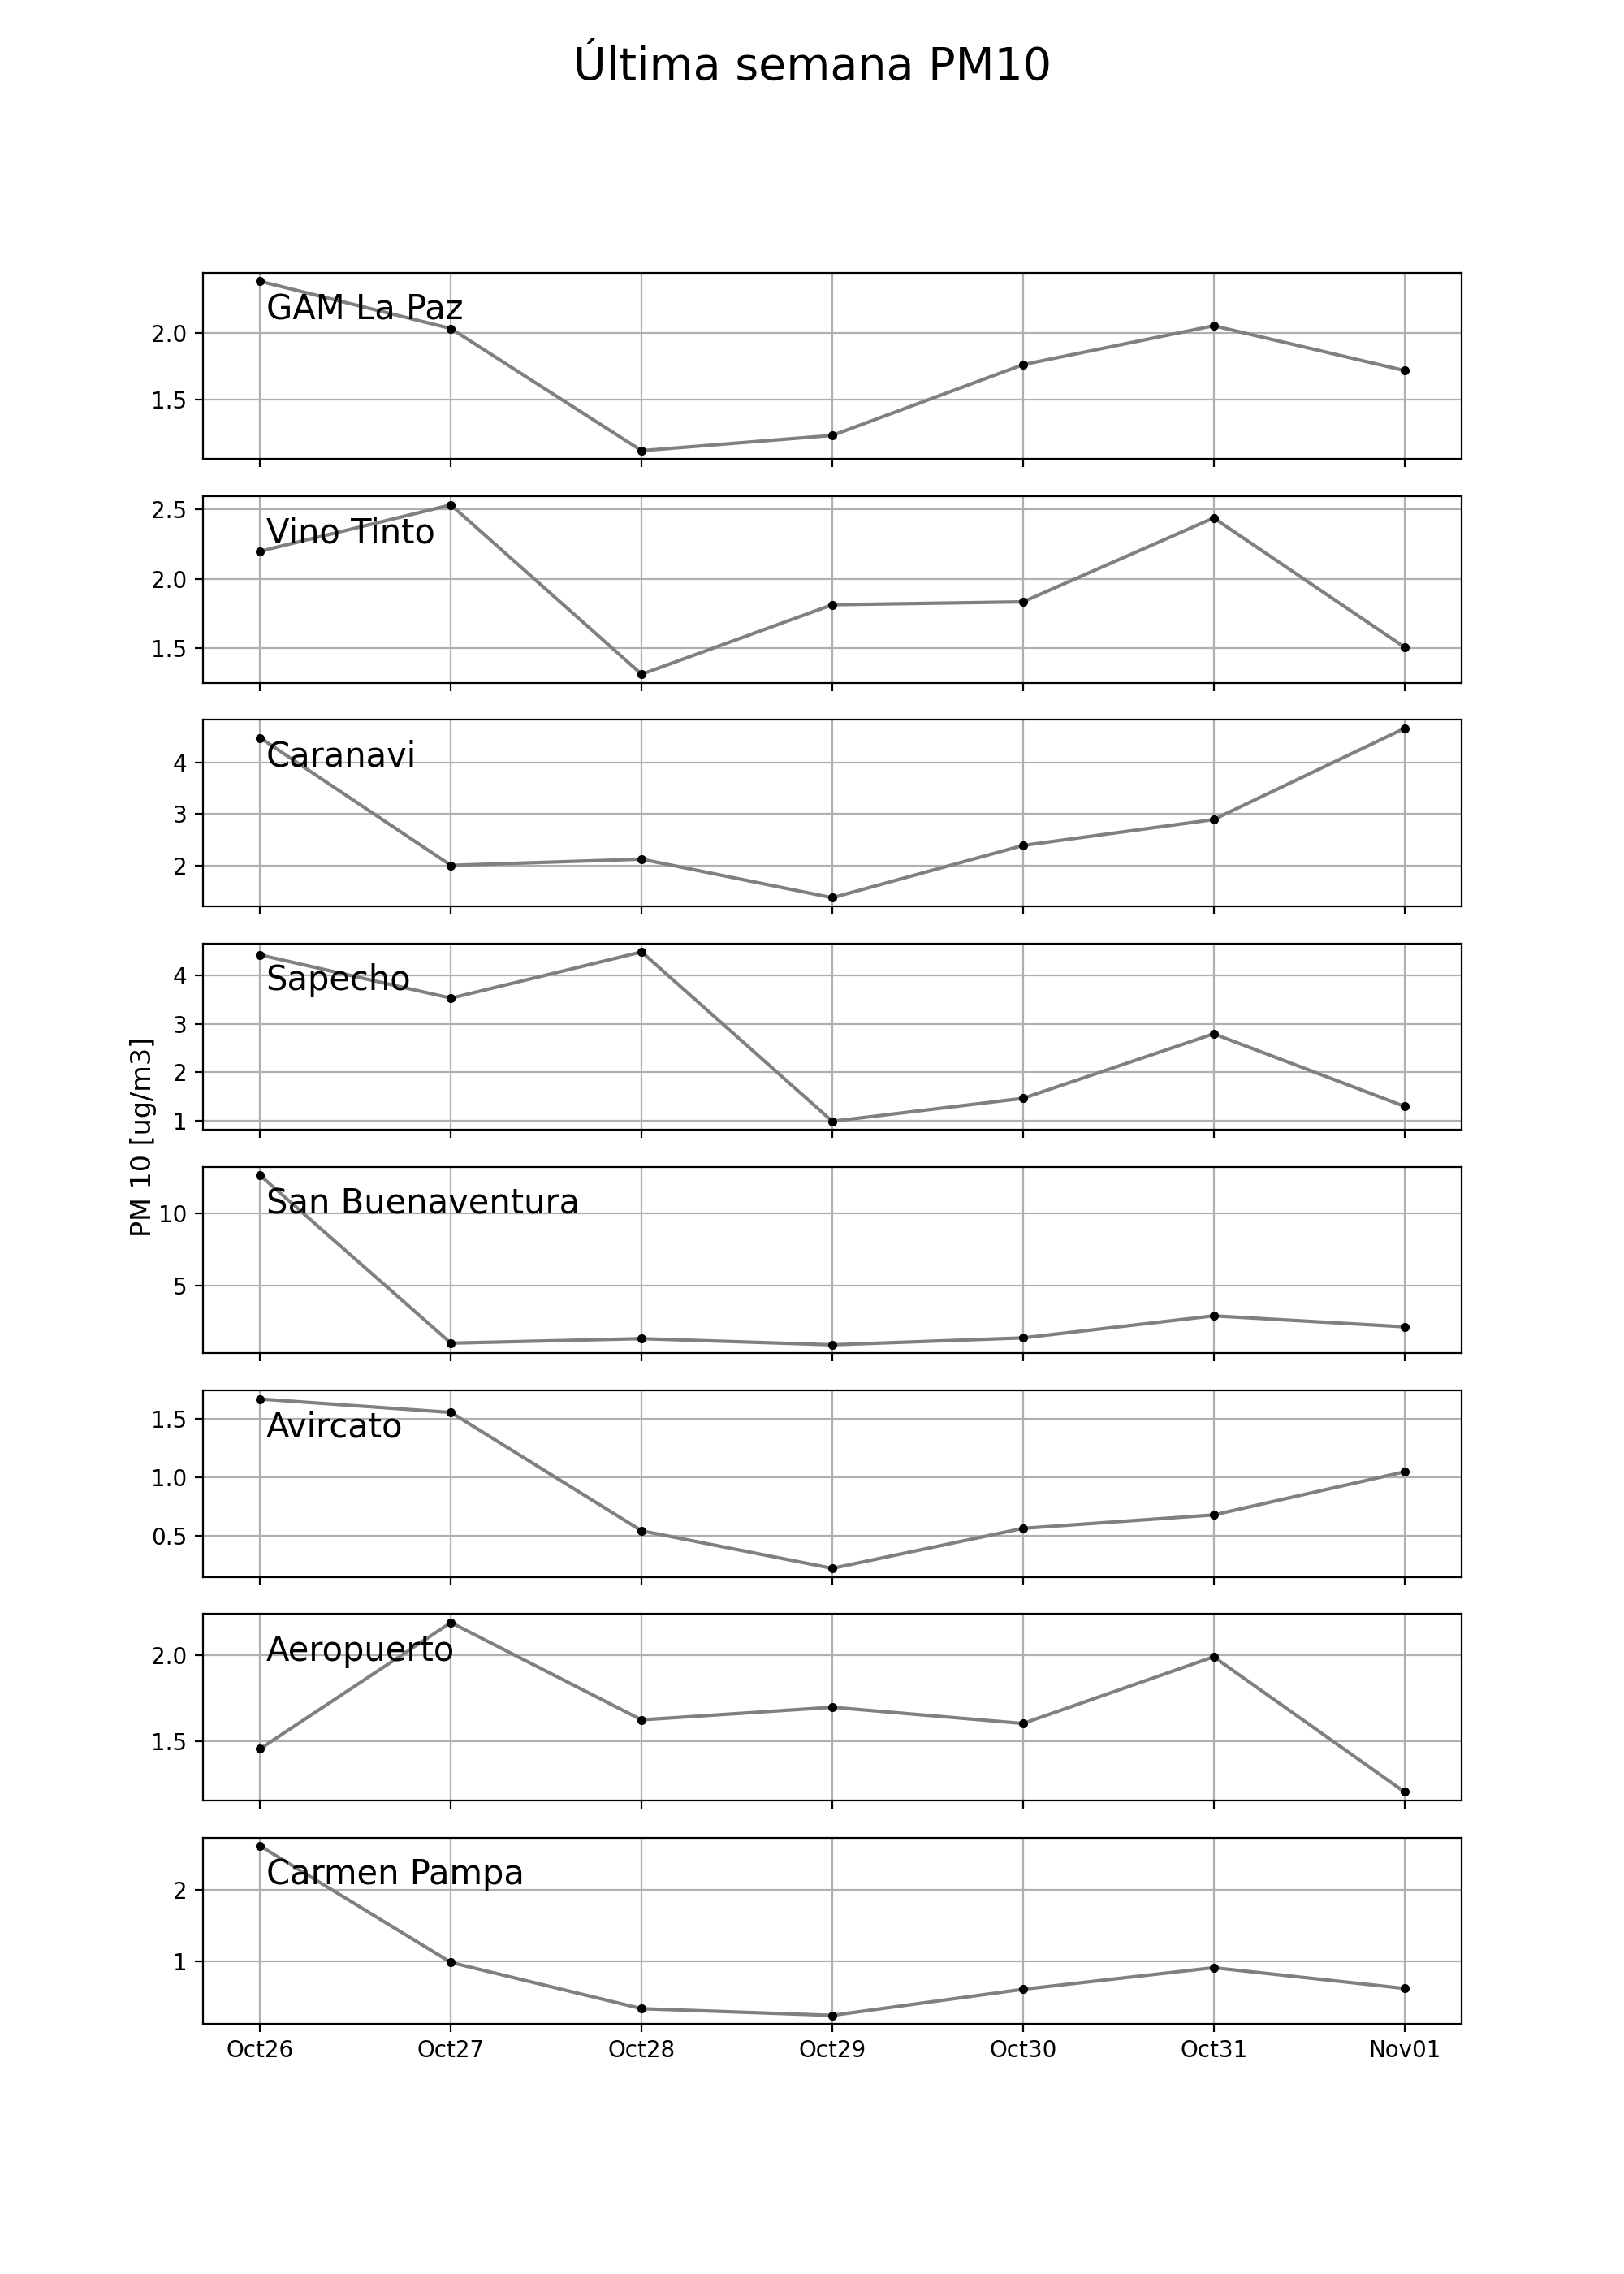 Última semana PM10
GAM La Paz
2.0
1.5
Vino Tinto
2.5
2.0
1.5
Caranavi
4
3
2
Sapecho
4
3
2
1
PM 10 [ug/m3]
San Buenaventura
10
5
Avircato
1.5
1.0
0.5
Aeropuerto
2.0
1.5
Carmen Pampa
2
1
Oct26 Oct27 Oct28 Oct29 Oct30 Oct31 Nov01